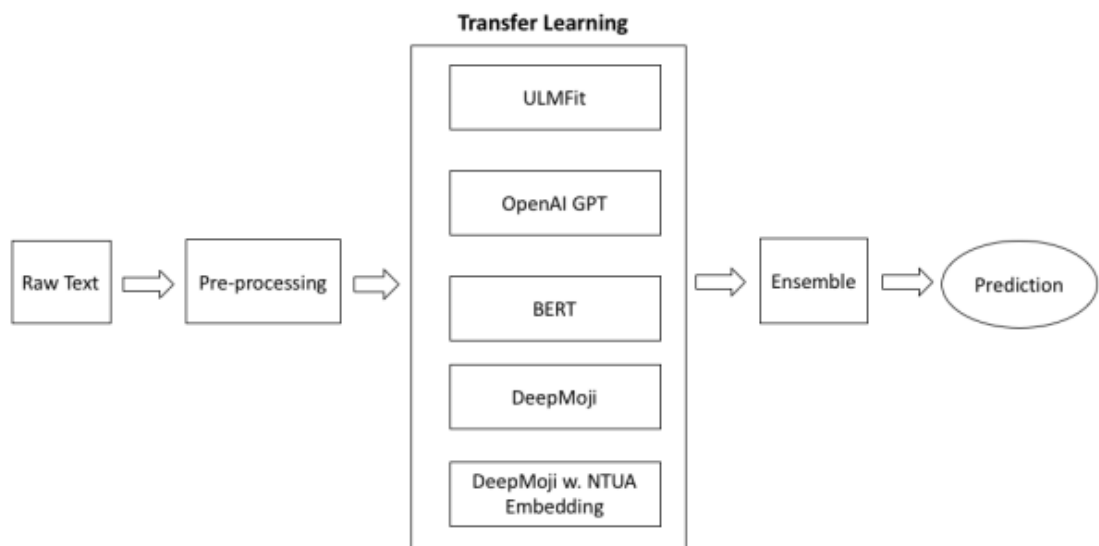 Transfer Learning
ULMFit
OpenAI GPT
Raw Text
Pre-processing
BERT
Ensemble
Prediction
DeepMoji
DeepMoji w. NTUA
Embedding